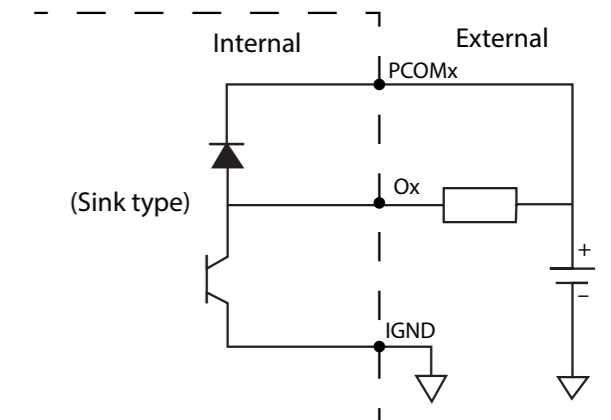 Internal
External
PCOMx
Ox
(Sink type)
+
–
IGND